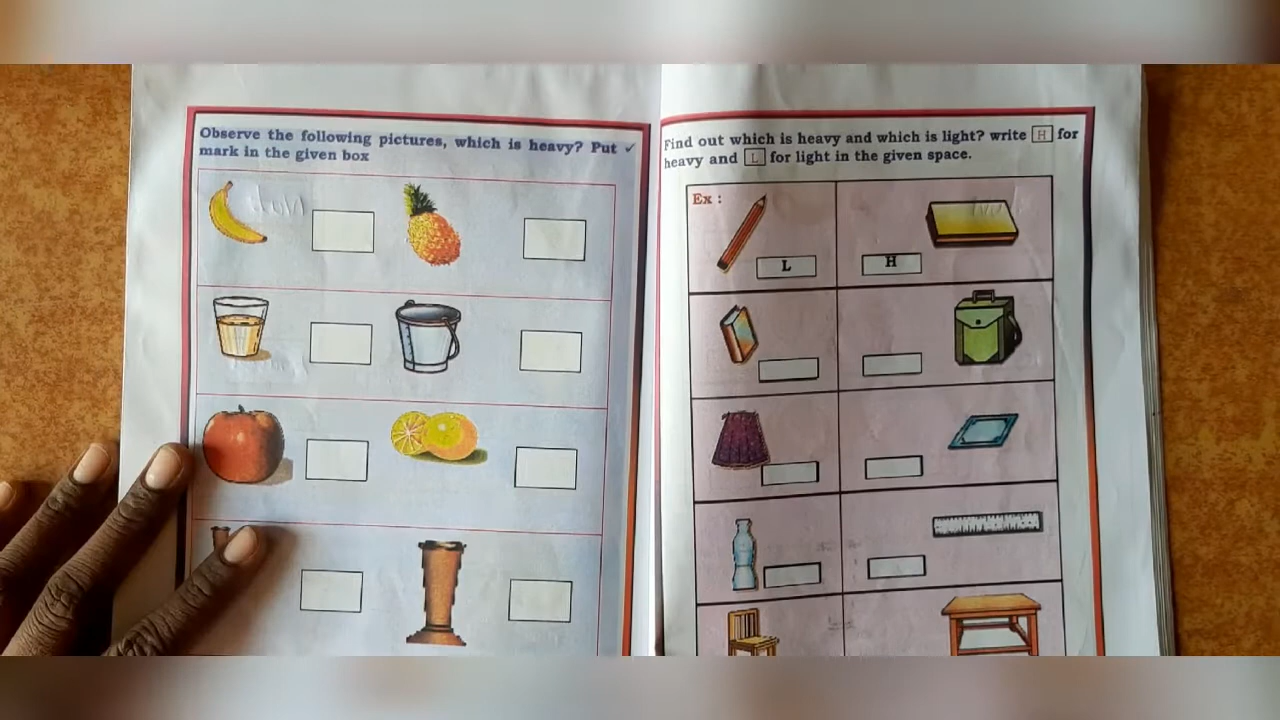 Observe the following pictures, which is heavy? Put ✓
mark in the given box
Find out which is heavy and which is light? write H for
heavy and L for light in the given space.
Ex :
L
H